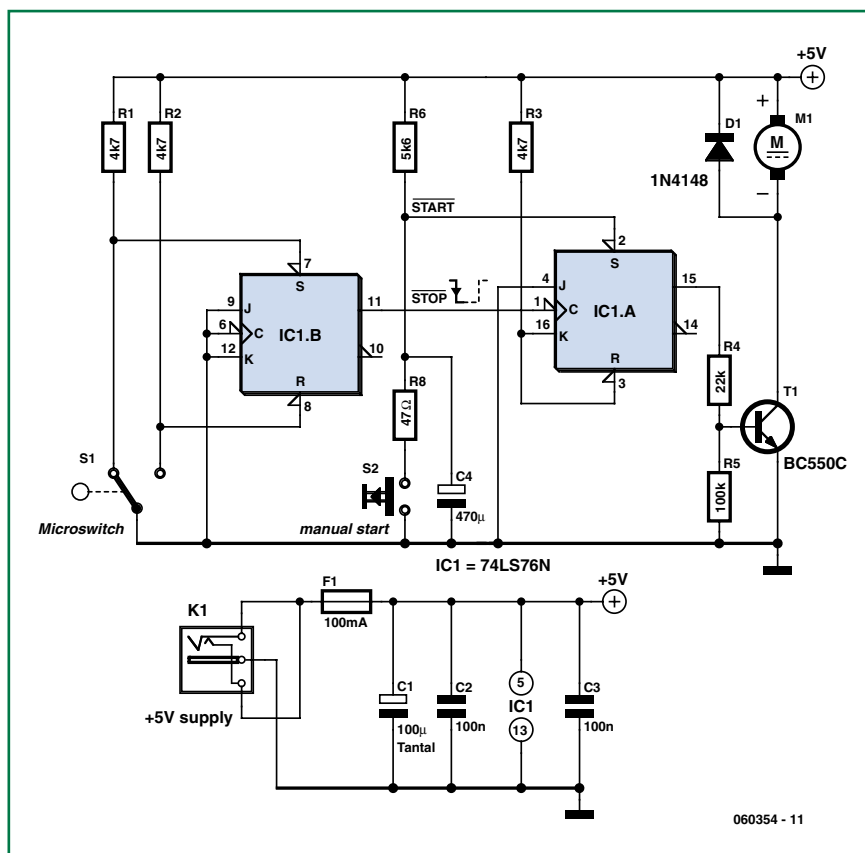 +5V
R1
4k7
R2
4k7
R6
5k6
R3
4k7
D1
1N4148
+
M1
M
−
START
7
S
9
J
6
C
12
K
IC1.B
11
10
R
8
STOP
2
S
4
J
1
C
16
K
IC1.A
15
14
R
3
R4
22k
T1
BC550C
R5
100k
R8
47Ω
S1
Microswitch
S2
manual start
C4
470µ
IC1 = 74LS76N
K1
+5V supply
F1
100mA
+5V
C1
100µ
Tantal
C2
100n
5
IC1
13
C3
100n
060354 - 11